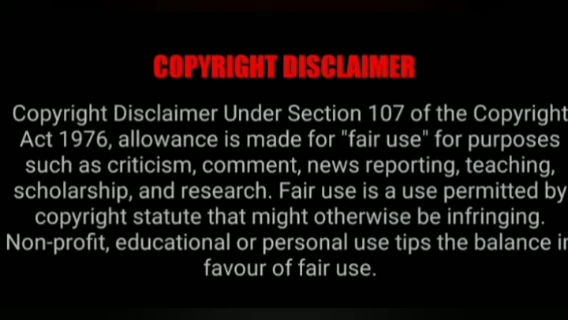 COPYRIGHT DISCLAIMER
Copyright Disclaimer Under Section 107 of the Copyright
Act 1976, allowance is made for "fair use" for purposes
such as criticism, comment, news reporting, teaching,
scholarship, and research. Fair use is a use permitted by
copyright statute that might otherwise be infringing.
Non-profit, educational or personal use tips the balance in
favour of fair use.